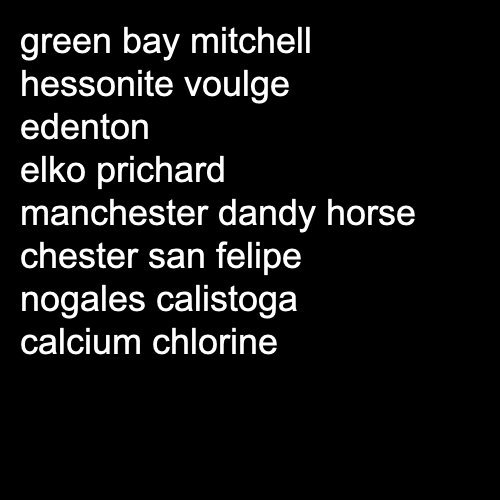 green bay mitchell
hessonite voulge
edenton
elko prichard
manchester dandy horse
chester san felipe
nogales calistoga
calcium chlorine